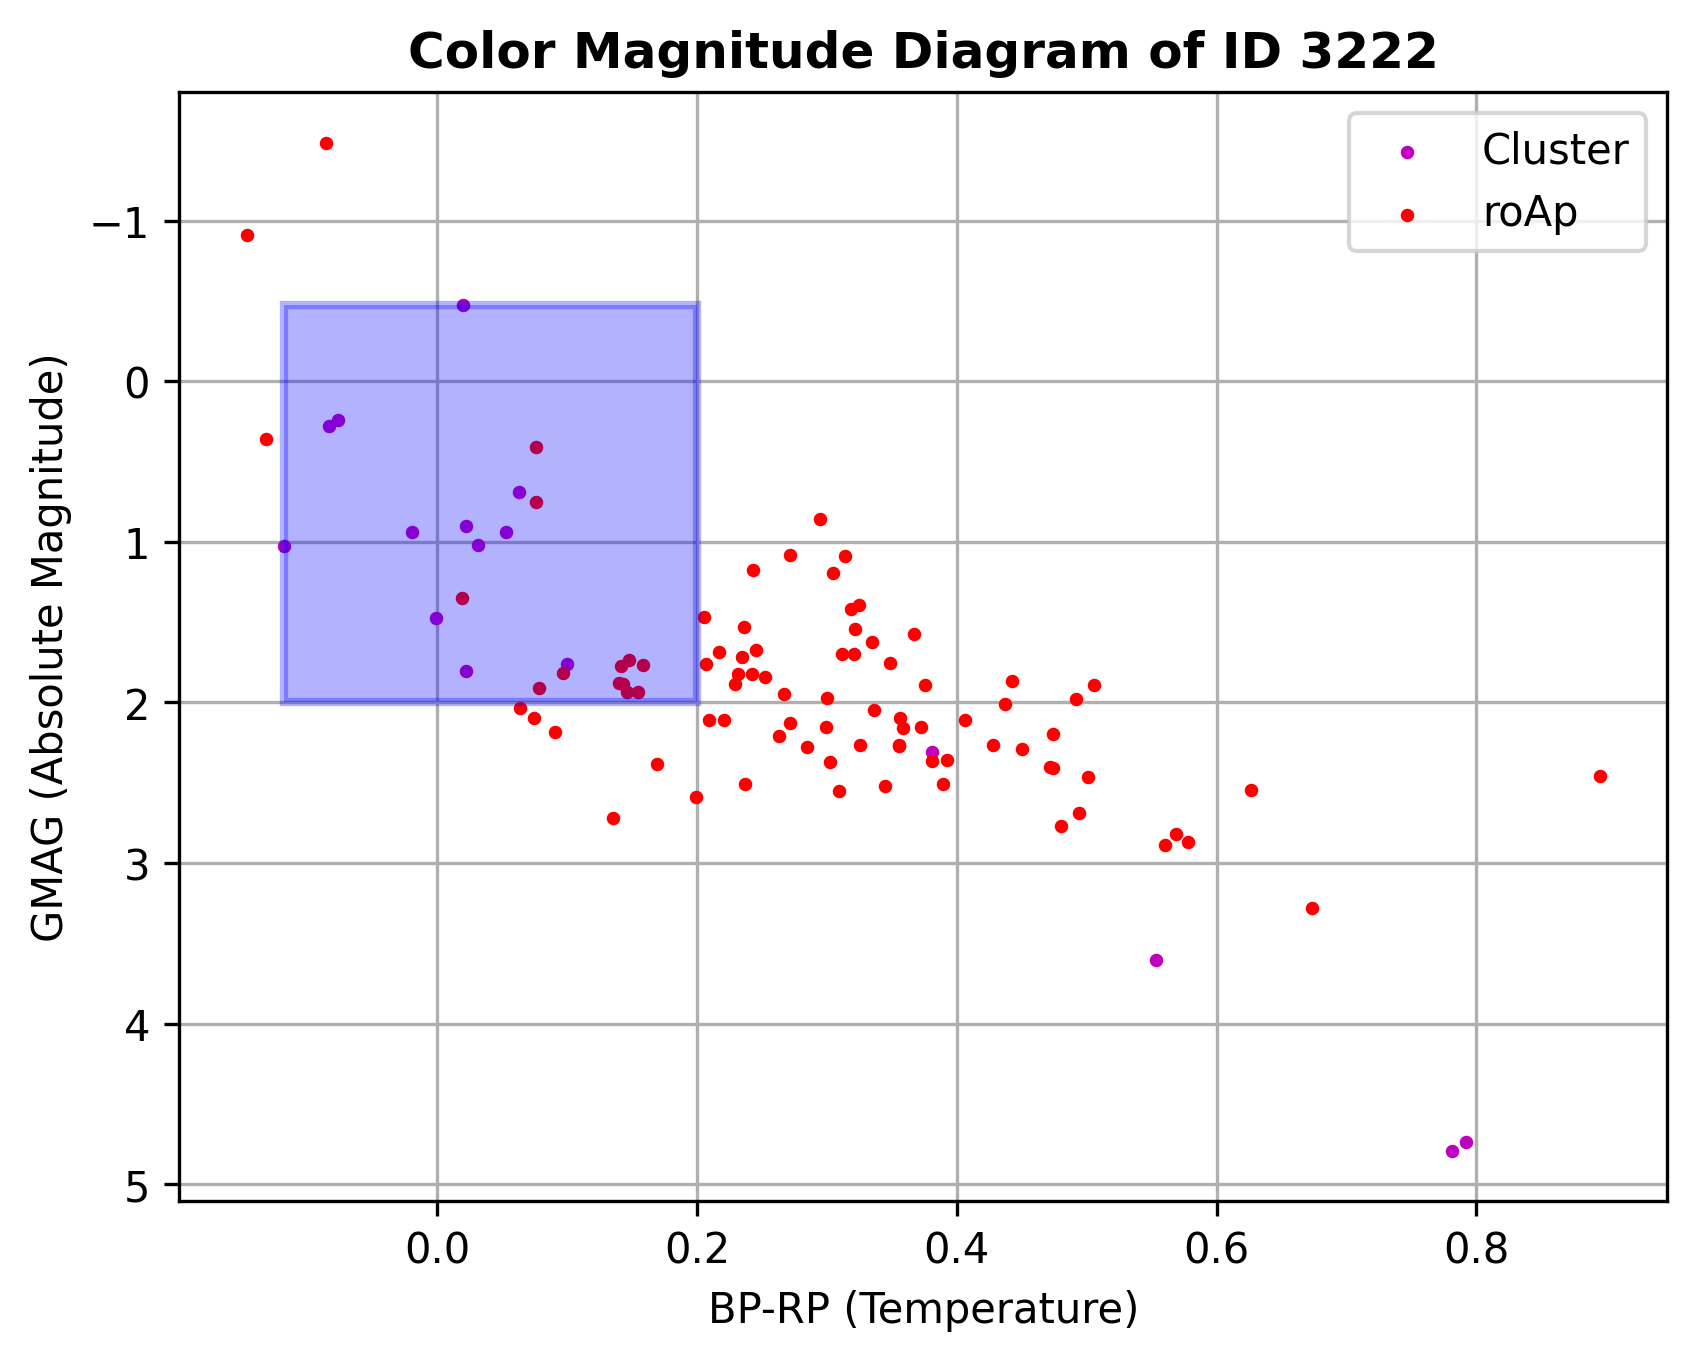 Color Magnitude Diagram of ID 3222
Cluster
roAp
GMAG (Absolute Magnitude)
−1
0
1
2
3
4
5
0.0 0.2 0.4 0.6 0.8
BP-RP (Temperature)